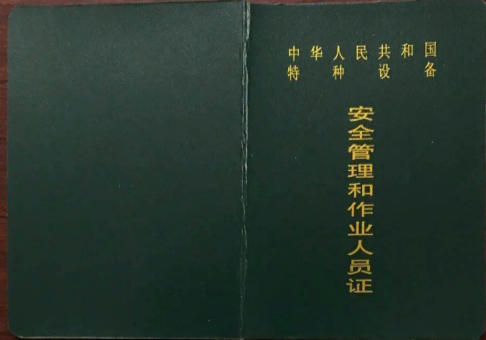 中华人民共和国
特种设备
安全管理和作业人员证